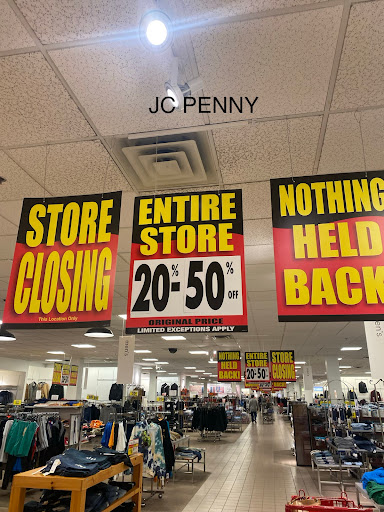 JC PENNY
STORE
CLOSING
This Location Only
ENTIRE
STORE
20%-50% OFF
ORIGINAL PRICE
LIMITED EXCEPTIONS APPLY
NOTHING
HELD
BACK!
NOTHING
HELD
BACK!
ENTIRE
STORE
20-50
STORE
CLOSING